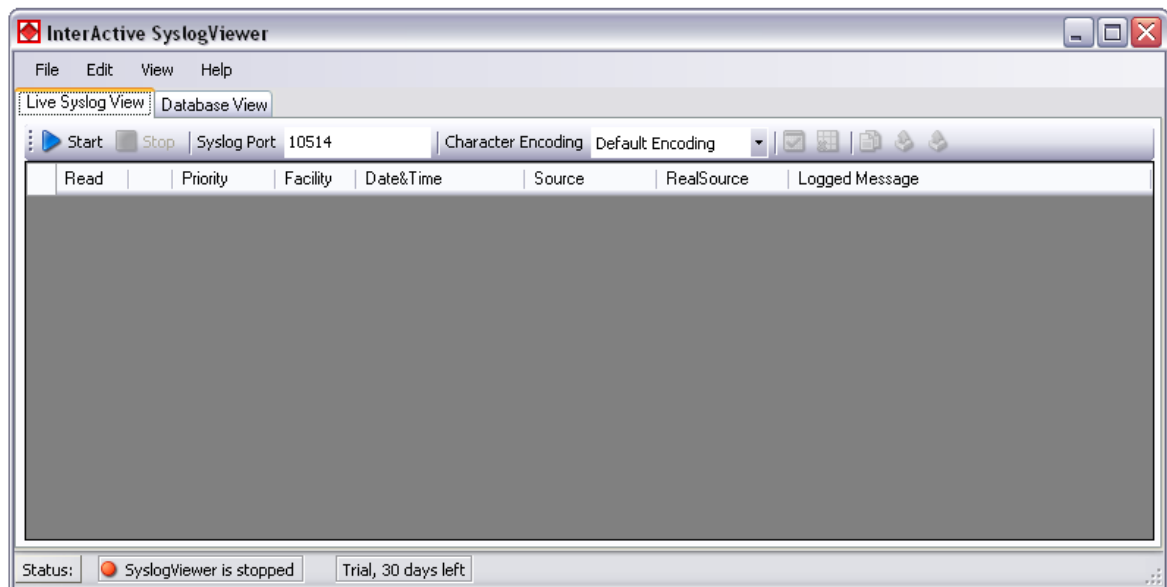 InterActive SyslogViewer
File Edit View Help
Live Syslog View Database View
Start Stop Syslog Port 10514 Character Encoding Default Encoding
Read Priority Facility Date&Time Source RealSource Logged Message
Status: SyslogViewer is stopped Trial, 30 days left